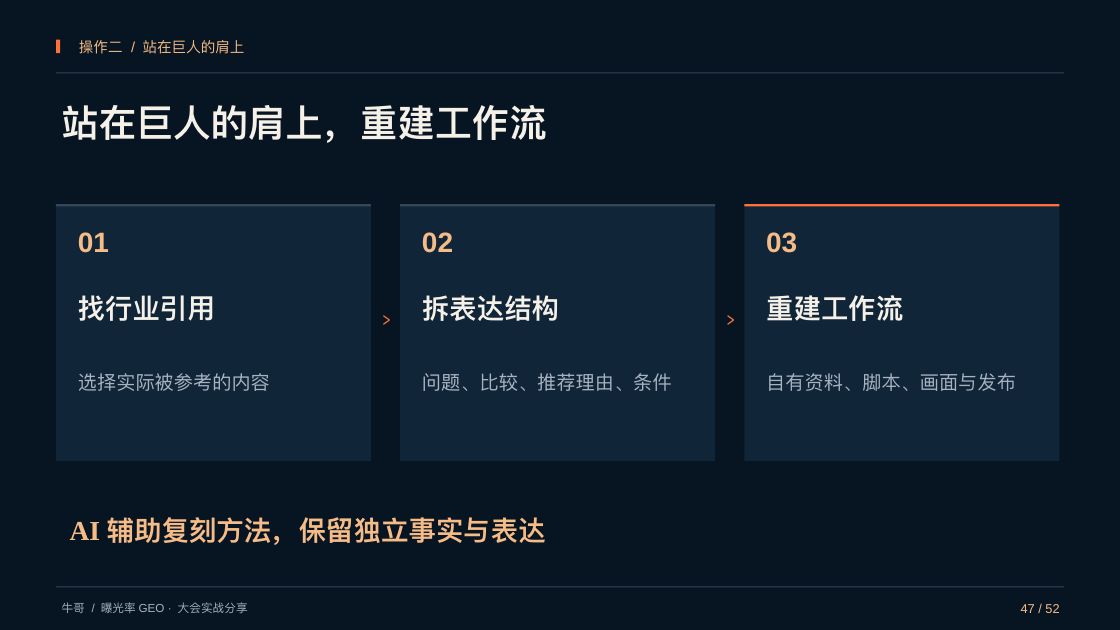 操作二 / 站在巨人的肩上
站在巨人的肩上，重建工作流
01
找行业引用
选择实际被参考的内容
>
02
拆表达结构
问题、比较、推荐理由、条件
>
03
重建工作流
自有资料、脚本、画面与发布
AI 辅助复刻方法，保留独立事实与表达
牛哥 / 曝光率 GEO · 大会实战分享
47 / 52